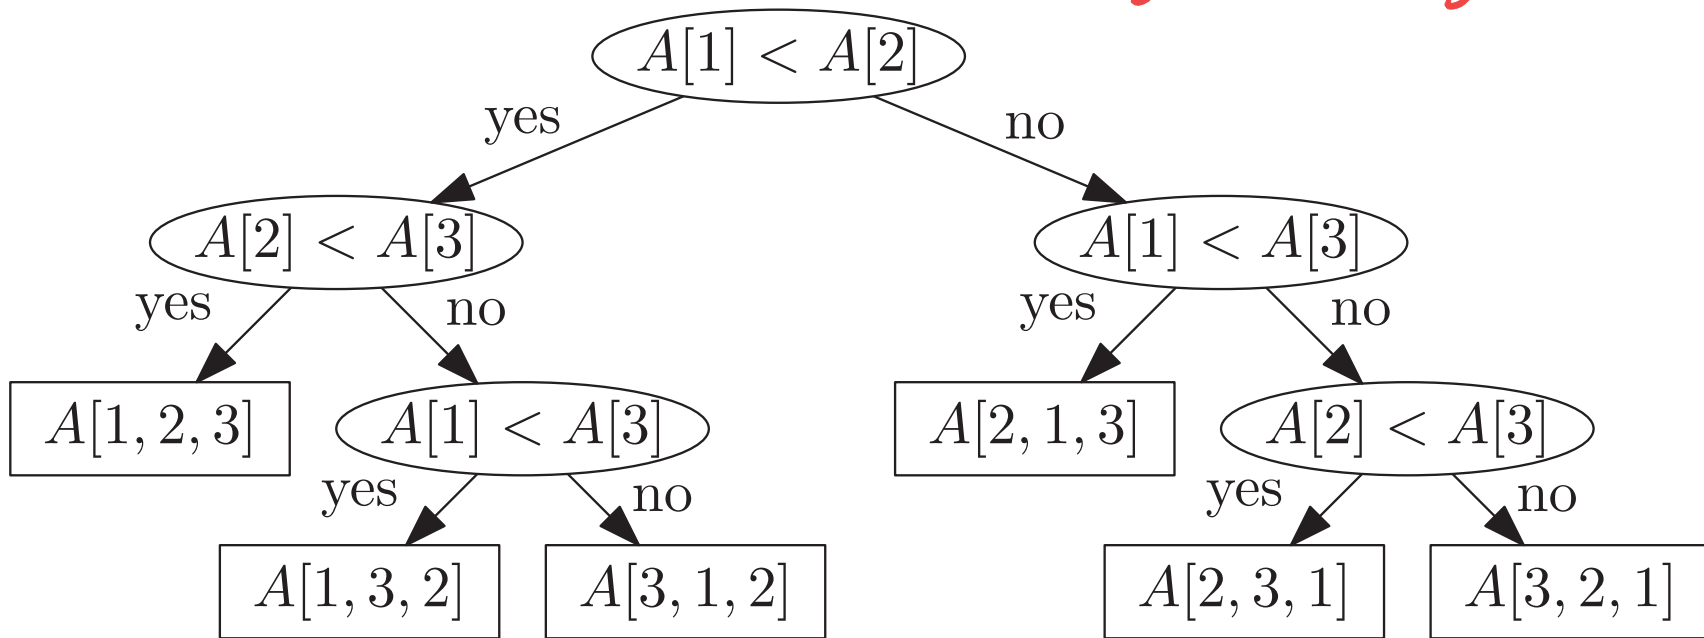 A[1] < A[2]
yes no
A[2] < A[3] A[1] < A[3]
yes no yes no
A[1, 2, 3] A[1] < A[3] A[2, 1, 3] A[2] < A[3]
yes no yes no
A[1, 3, 2] A[3, 1, 2] A[2, 3, 1] A[3, 2, 1]